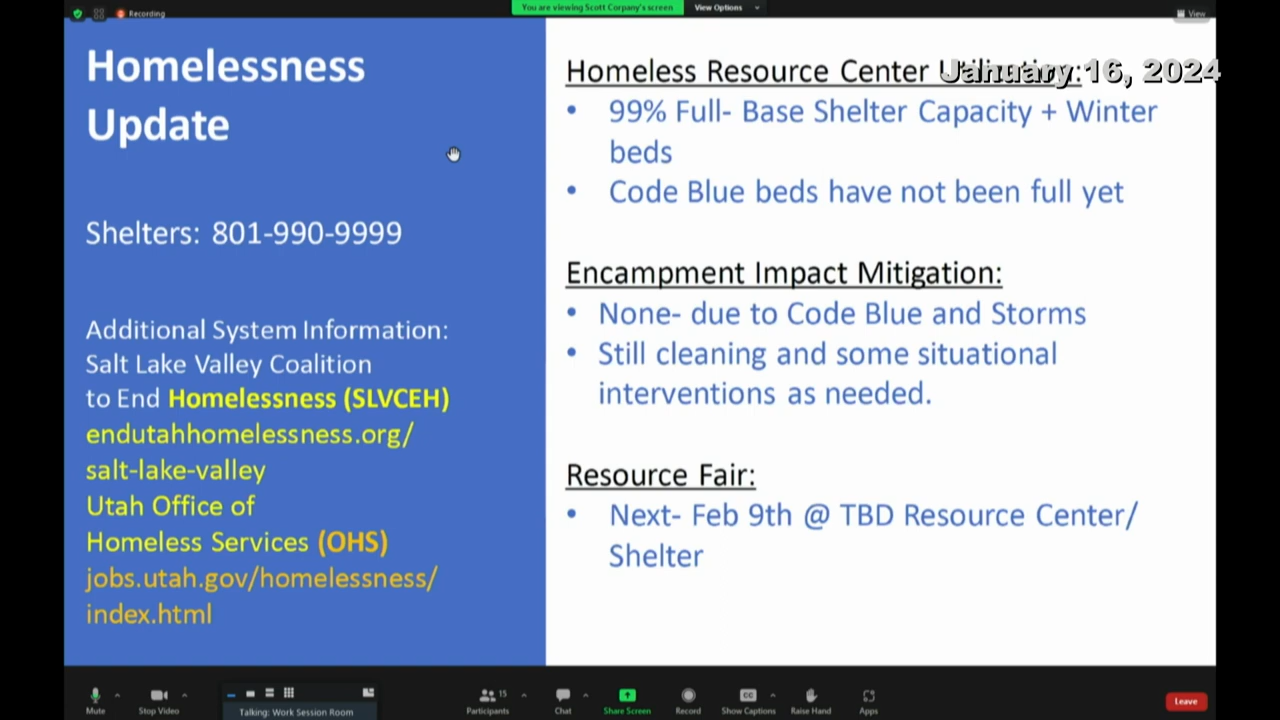 Recording
You are viewing Scott Corpany's screen
View Options
View
January 16, 2024
Homelessness
Update
Shelters: 801-990-9999
Additional System Information:
Salt Lake Valley Coalition
to End Homelessness (SLVCEH)
endutahhomelessness.org/
salt-lake-valley
Utah Office of
Homeless Services (OHS)
jobs.utah.gov/homelessness/
index.html
Homeless Resource Center
• 99% Full- Base Shelter Capacity + Winter
beds
• Code Blue beds have not been full yet
Encampment Impact Mitigation:
• None- due to Code Blue and Storms
• Still cleaning and some situational
interventions as needed.
Resource Fair:
• Next- Feb 9th @ TBD Resource Center/
Shelter
Mute
Stop Video
Talking: Work Session Room
Participants
15
Chat
Share Screen
Record
CC
Show Captions
Raise Hand
Apps
Leave